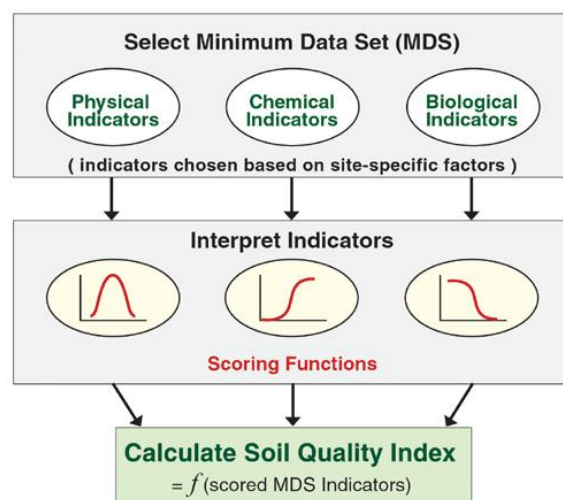 Select Minimum Data Set (MDS)
Physical
Indicators
Chemical
Indicators
Biological
Indicators
( indicators chosen based on site-specific factors )
Interpret Indicators
Scoring Functions
Calculate Soil Quality Index
= f (scored MDS Indicators)